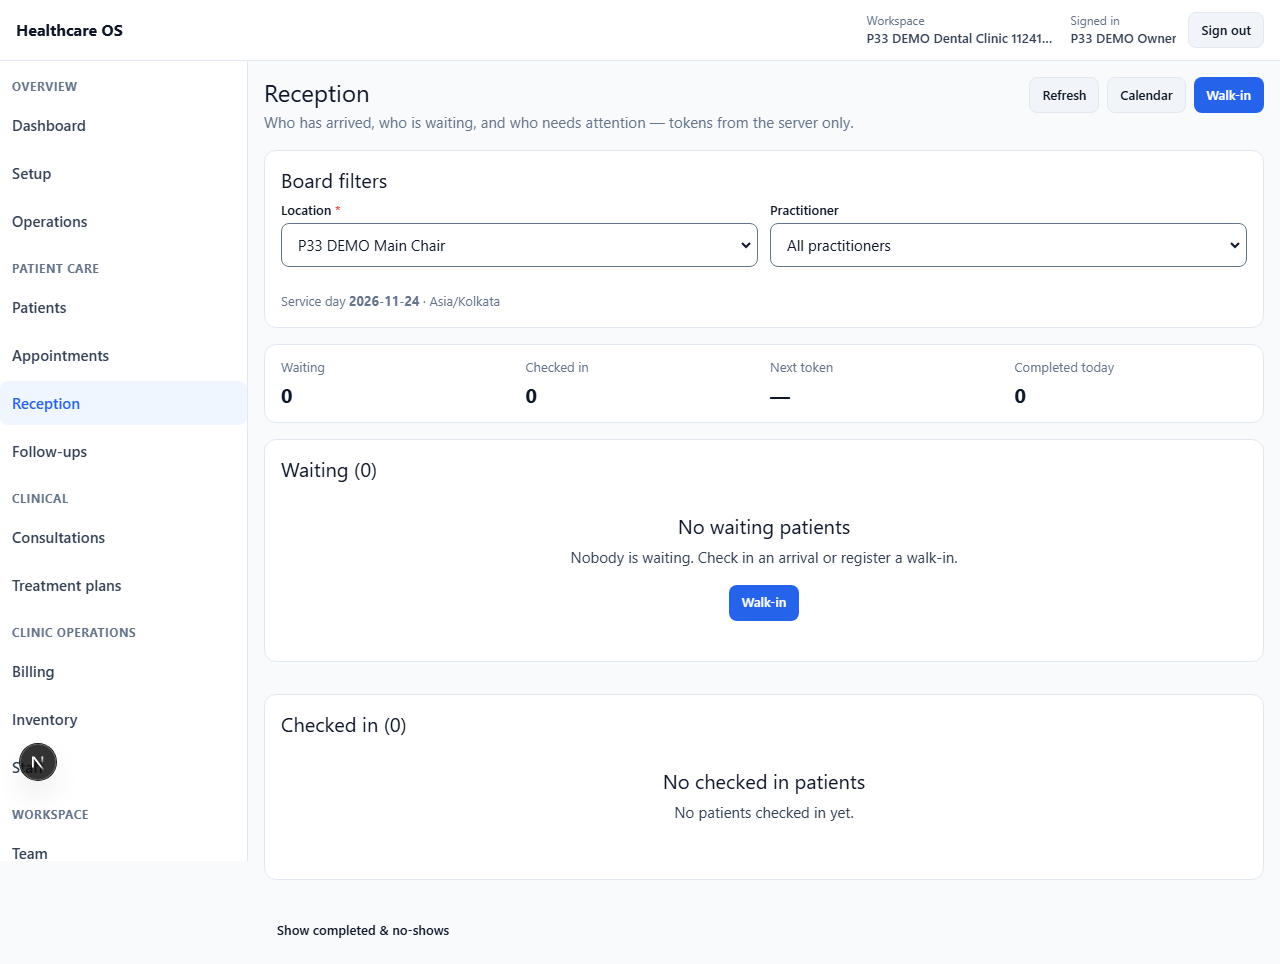 Healthcare OS
Workspace
P33 DEMO Dental Clinic 11241...
Signed in
P33 DEMO Owner
Sign out
OVERVIEW
Dashboard
Setup
Operations
PATIENT CARE
Patients
Appointments
Reception
Follow-ups
CLINICAL
Consultations
Treatment plans
CLINIC OPERATIONS
Billing
Inventory
N
WORKSPACE
Team
Reception
Who has arrived, who is waiting, and who needs attention — tokens from the server only.
Refresh
Calendar
Walk-in
Board filters
Location *
P33 DEMO Main Chair
Practitioner
All practitioners
Service day 2026-11-24 · Asia/Kolkata
Waiting
0
Checked in
0
Next token
—
Completed today
0
Waiting (0)
No waiting patients
Nobody is waiting. Check in an arrival or register a walk-in.
Walk-in
Checked in (0)
No checked in patients
No patients checked in yet.
Show completed & no-shows